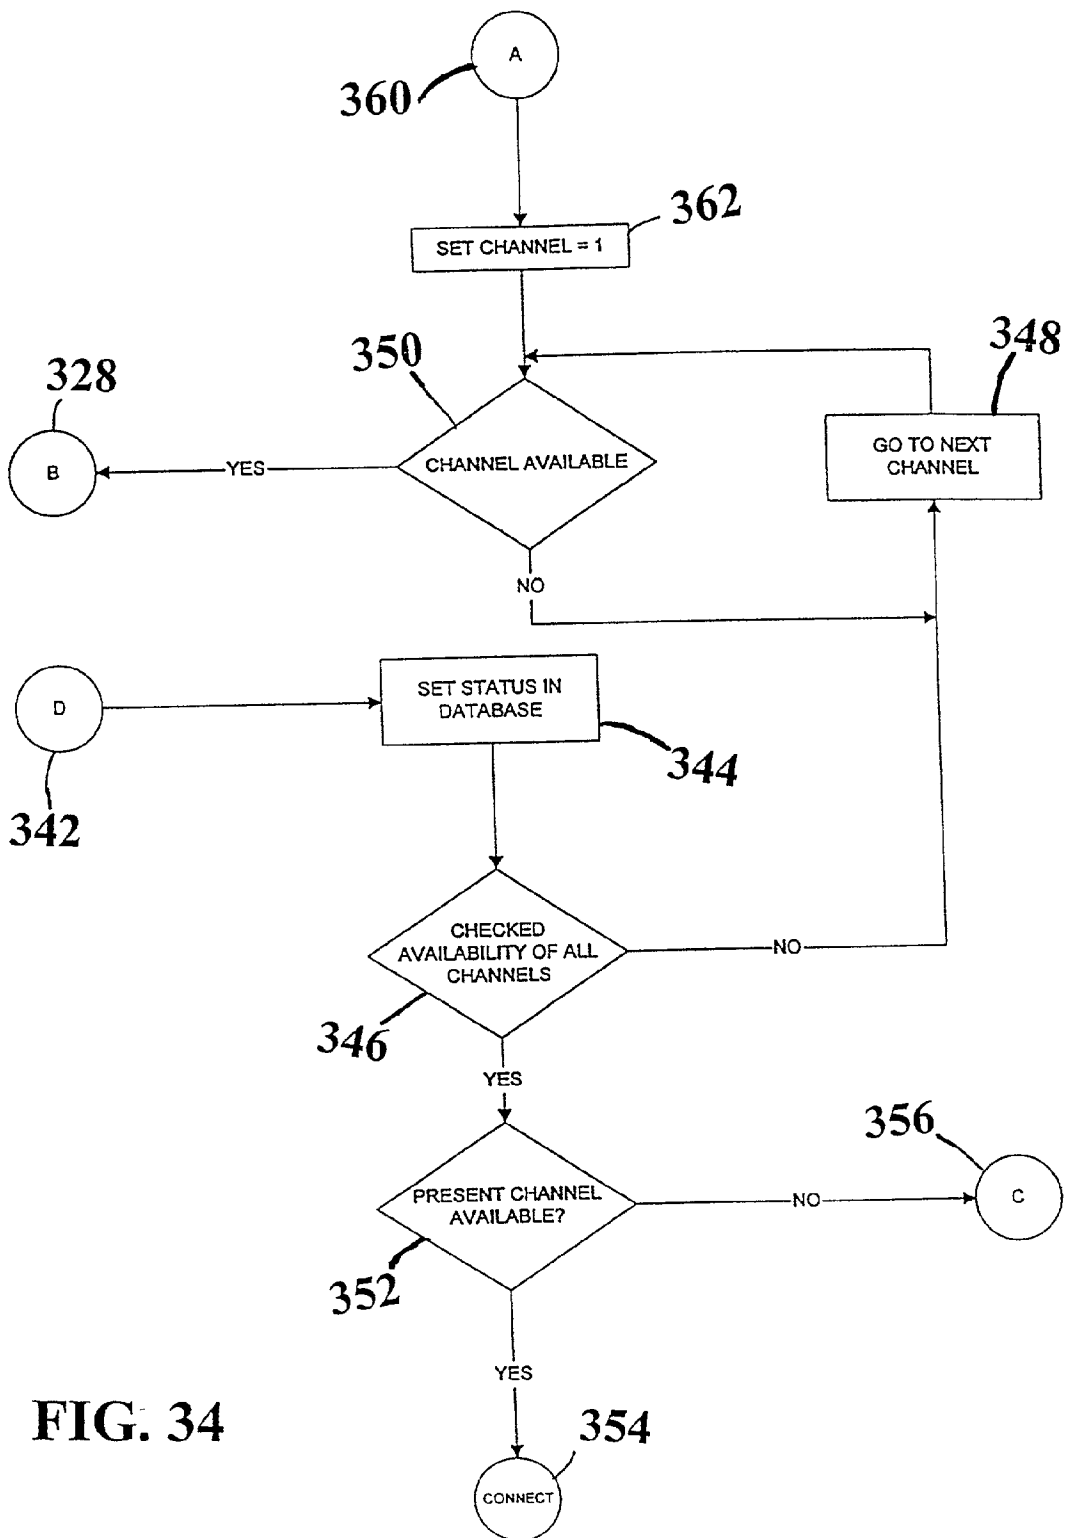 A
360
362
SET CHANNEL = 1
350
348
328
B
YES
CHANNEL AVAILABLE
GO TO NEXT
CHANNEL
NO
D
SET STATUS IN
DATABASE
344
342
CHECKED
AVAILABILITY OF ALL
CHANNELS
NO
346
YES
356
PRESENT CHANNEL
AVAILABLE?
NO
C
352
YES
FIG. 34
354
CONNECT